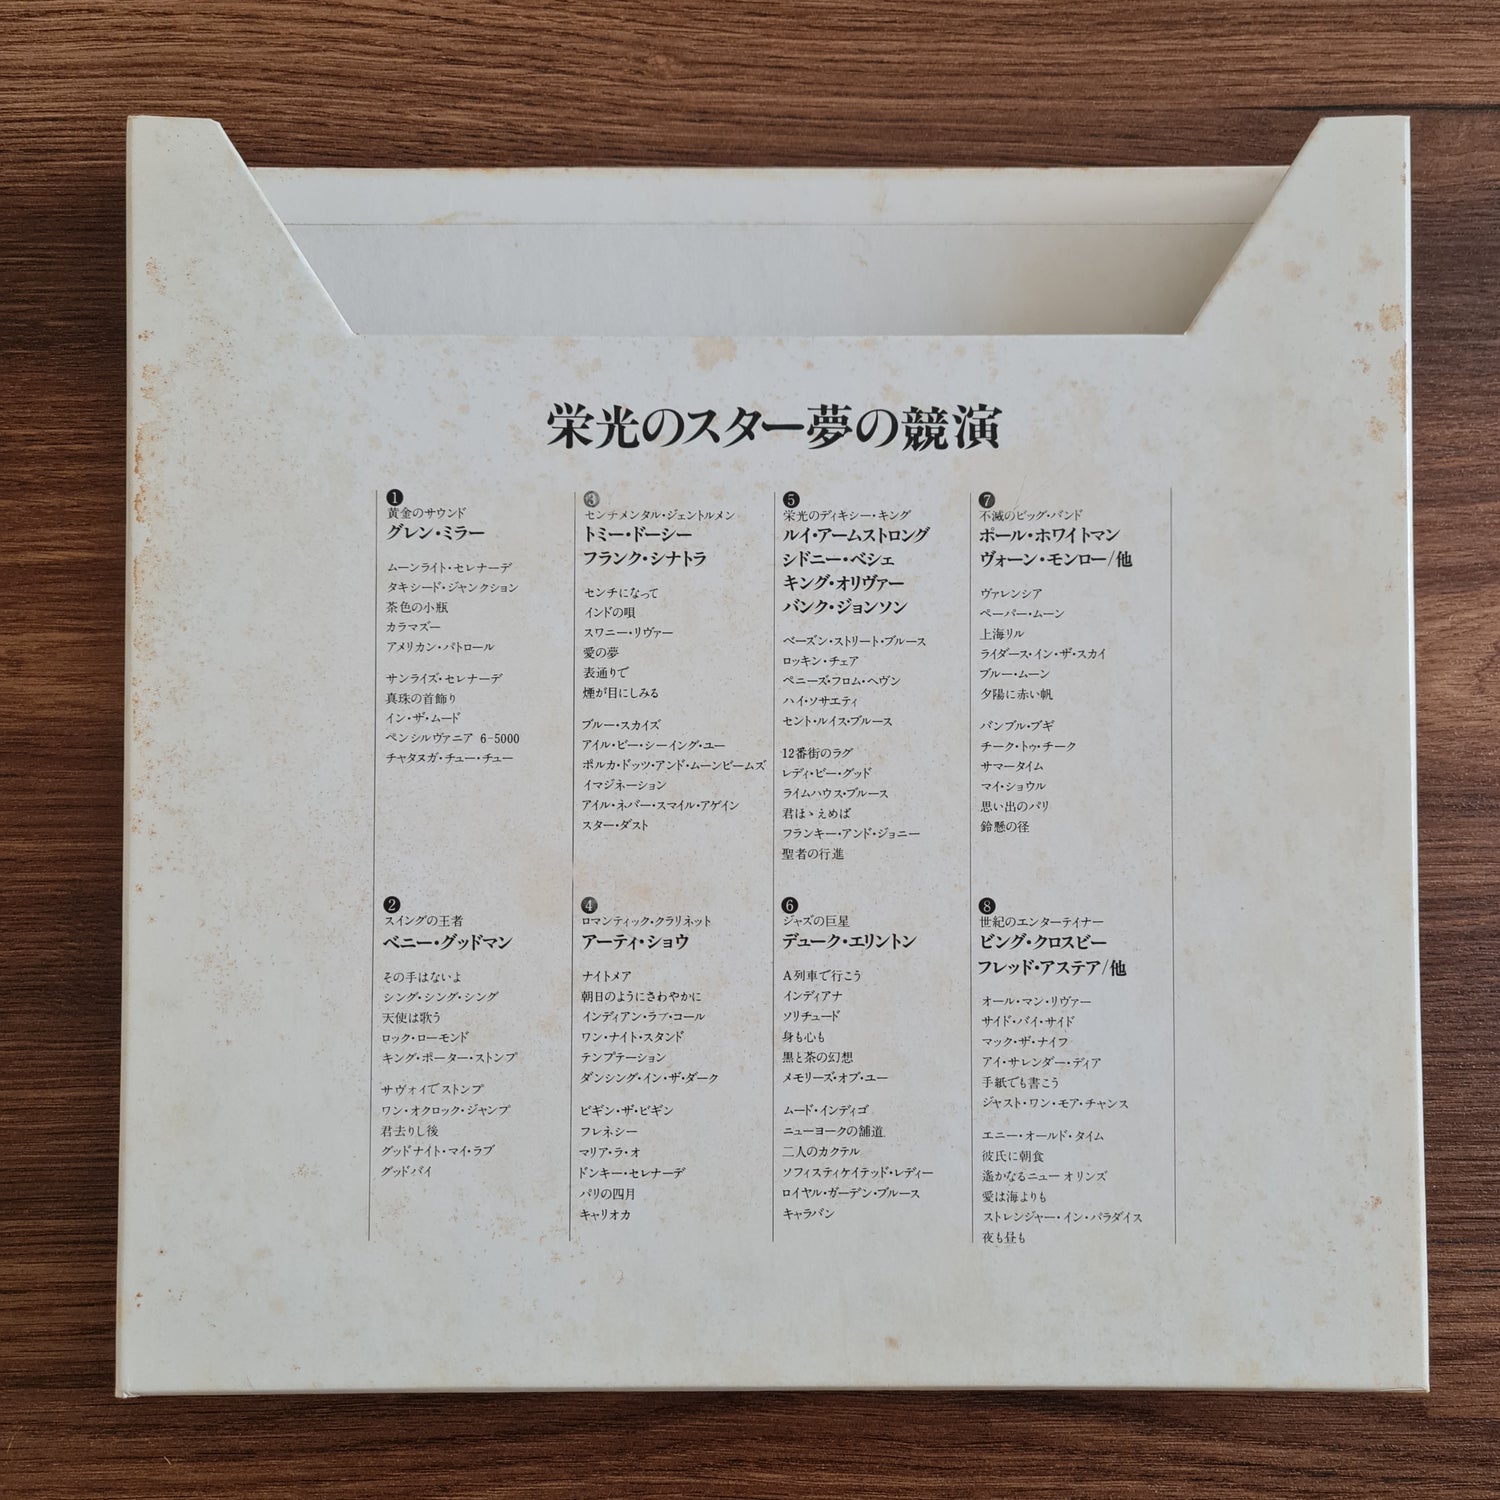 栄光のスター夢の競演
1
黄金のサウンド
グレン・ミラー
ムーンライト・セレナーデ
タキシード・ジャンクション
茶色の小瓶
カラマズー
アメリカン・パトロール
サンライズ・セレナーデ
真珠の首飾り
イン・ザ・ムード
ペンシルヴァニア 6-5000
チャタヌガ・チュー・チュー
2
スイングの王者
ベニー・グッドマン
その手はないよ
シング・シング・シング
天使は歌う
ロック・ローモンド
キング・ポーター・ストンプ
サヴォイでストンプ
ワン・オクロック・ジャンプ
君去りし後
グッドナイト・マイ・ラブ
グッドバイ
3
センチメンタル・ジェントルメン
トミー・ドーシー
フランク・シナトラ
センチになって
インドの唄
スワニー・リヴァー
愛の夢
表通りで
煙が目にしみる
ブルー・スカイズ
アイル・ビー・シーイング・ユー
ポルカ・ドッツ・アンド・ムーンビームズ
イマジネーション
アイル・ネバー・スマイル・アゲイン
スター・ダスト
4
ロマンティック・クラリネット
アーティ・ショウ
ナイトメア
朝日のようにさわやかに
インディアン・ラブ・コール
ワン・ナイト・スタンド
テンプテーション
ダンシング・イン・ザ・ダーク
ビギン・ザ・ビギン
フレネシー
マリア・ラ・オ
ドンキー・セレナーデ
パリの四月
キャリオカ
5
栄光のディキシー・キング
ルイ・アームストロング
シドニー・ベシェ
キング・オリヴァー
バンク・ジョンソン
ベーズン・ストリート・ブルース
ロッキン・チェア
ペニーズ・フロム・ヘヴン
ハイ・ソサエティ
セント・ルイス・ブルース
12番街のラグ
レディ・ビー・グッド
ライムハウス・ブルース
君ほゝえめば
フランキー・アンド・ジョニー
聖者の行進
6
ジャズの巨星
デューク・エリントン
A列車で行こう
インディアナ
ソリチュード
身も心も
黒と茶の幻想
メモリーズ・オブ・ユー
ムード・インディゴ
ニューヨークの舗道
二人のカクテル
ソフィスティケイテッド・レディー
ロイヤル・ガーデン・ブルース
キャラバン
7
不滅のビッグ・バンド
ポール・ホワイトマン
ヴォーン・モンロー/他
ヴァレンシア
ペーパー・ムーン
上海リル
ライダース・イン・ザ・スカイ
ブルー・ムーン
夕陽に赤い帆
バンブル・ブギ
チーク・トゥ・チーク
サマータイム
マイ・ショウル
思い出のパリ
鈴懸の径
8
世紀のエンターテイナー
ビング・クロスビー
フレッド・アステア/他
オール・マン・リヴァー
サイド・バイ・サイド
マック・ザ・ナイフ
アイ・サレンダー・ディア
手紙でも書こう
ジャスト・ワン・モア・チャンス
エニー・オールド・タイム
彼氏に朝食
遙かなるニューオリンズ
愛は海よりも
ストレンジャー・イン・パラダイス
夜も昼も